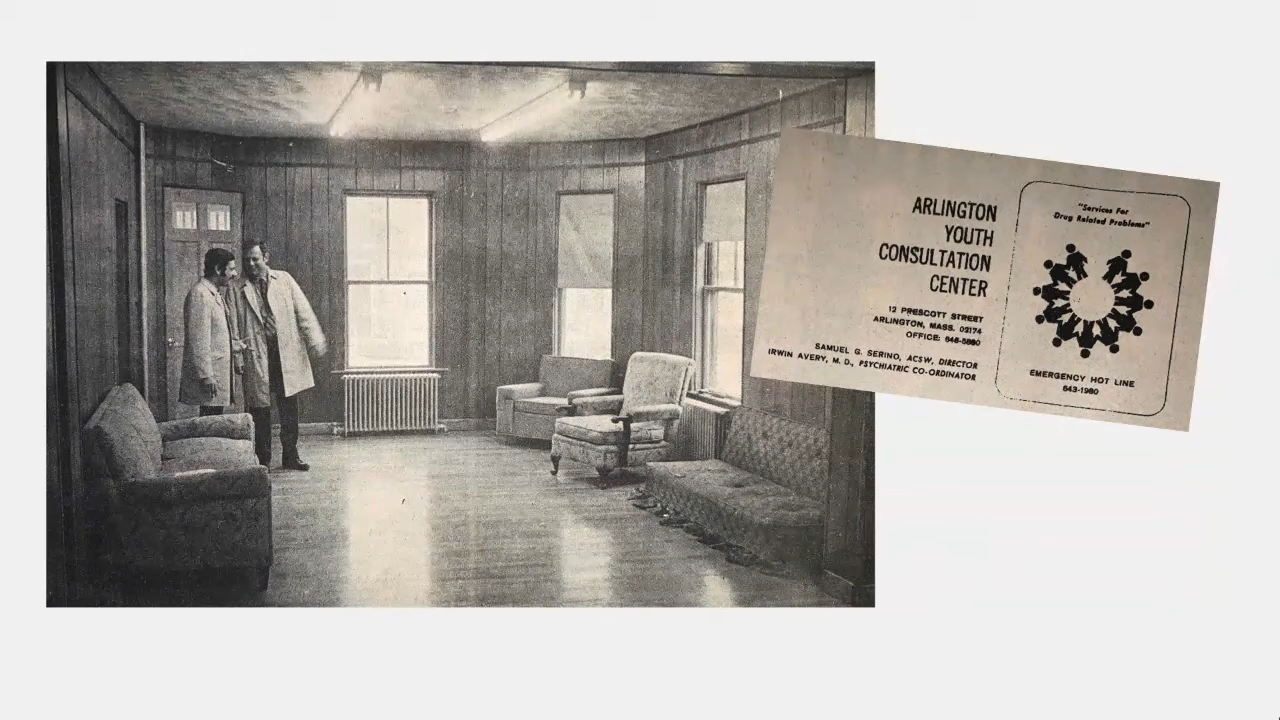 ARLINGTON
YOUTH
CONSULTATION
CENTER
12 PRESCOTT STREET
ARLINGTON, MASS. 02174
OFFICE: 646-5880
SAMUEL G. SERINO, ACSW, DIRECTOR
IRWIN AVERY, M. D., PSYCHIATRIC CO-ORDINATOR
"Services For
Drug Related Problems"
EMERGENCY HOT LINE
643-1980